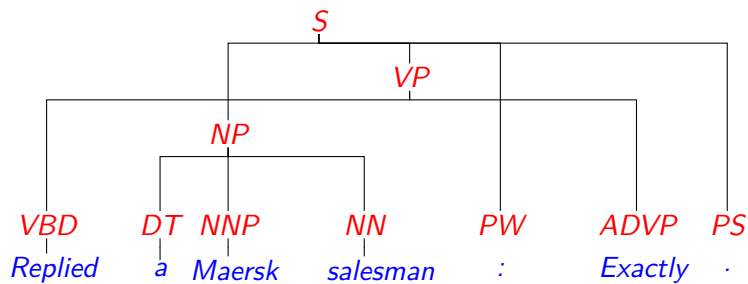 S
VP
NP
VBD DT NNP NN PW ADVP PS
Replied a Maersk salesman : Exactly .